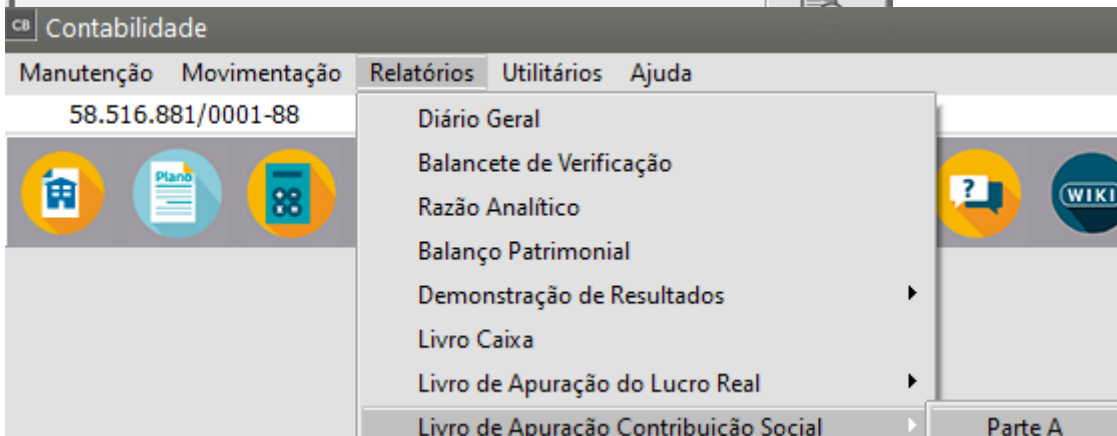 CB Contabilidade
Manutenção Movimentação Relatórios Utilitários Ajuda
58.516.881/0001-88
Plano
?
WIKI
Diário Geral
Balancete de Verificação
Razão Analítico
Balanço Patrimonial
Demonstração de Resultados
Livro Caixa
Livro de Apuração do Lucro Real
Livro de Apuração Contribuição Social
Parte A